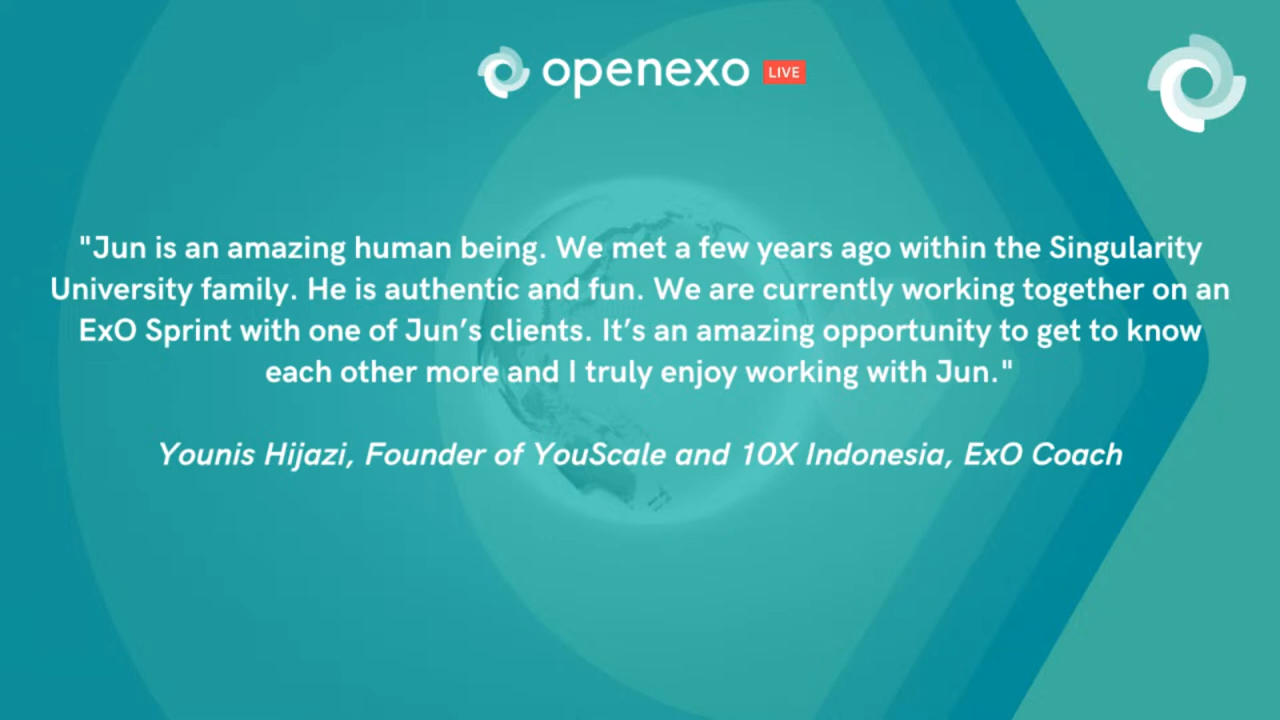 openexo LIVE
"Jun is an amazing human being. We met a few years ago within the Singularity
University family. He is authentic and fun. We are currently working together on an
ExO Sprint with one of Jun’s clients. It’s an amazing opportunity to get to know
each other more and I truly enjoy working with Jun."
Younis Hijazi, Founder of YouScale and 10X Indonesia, ExO Coach